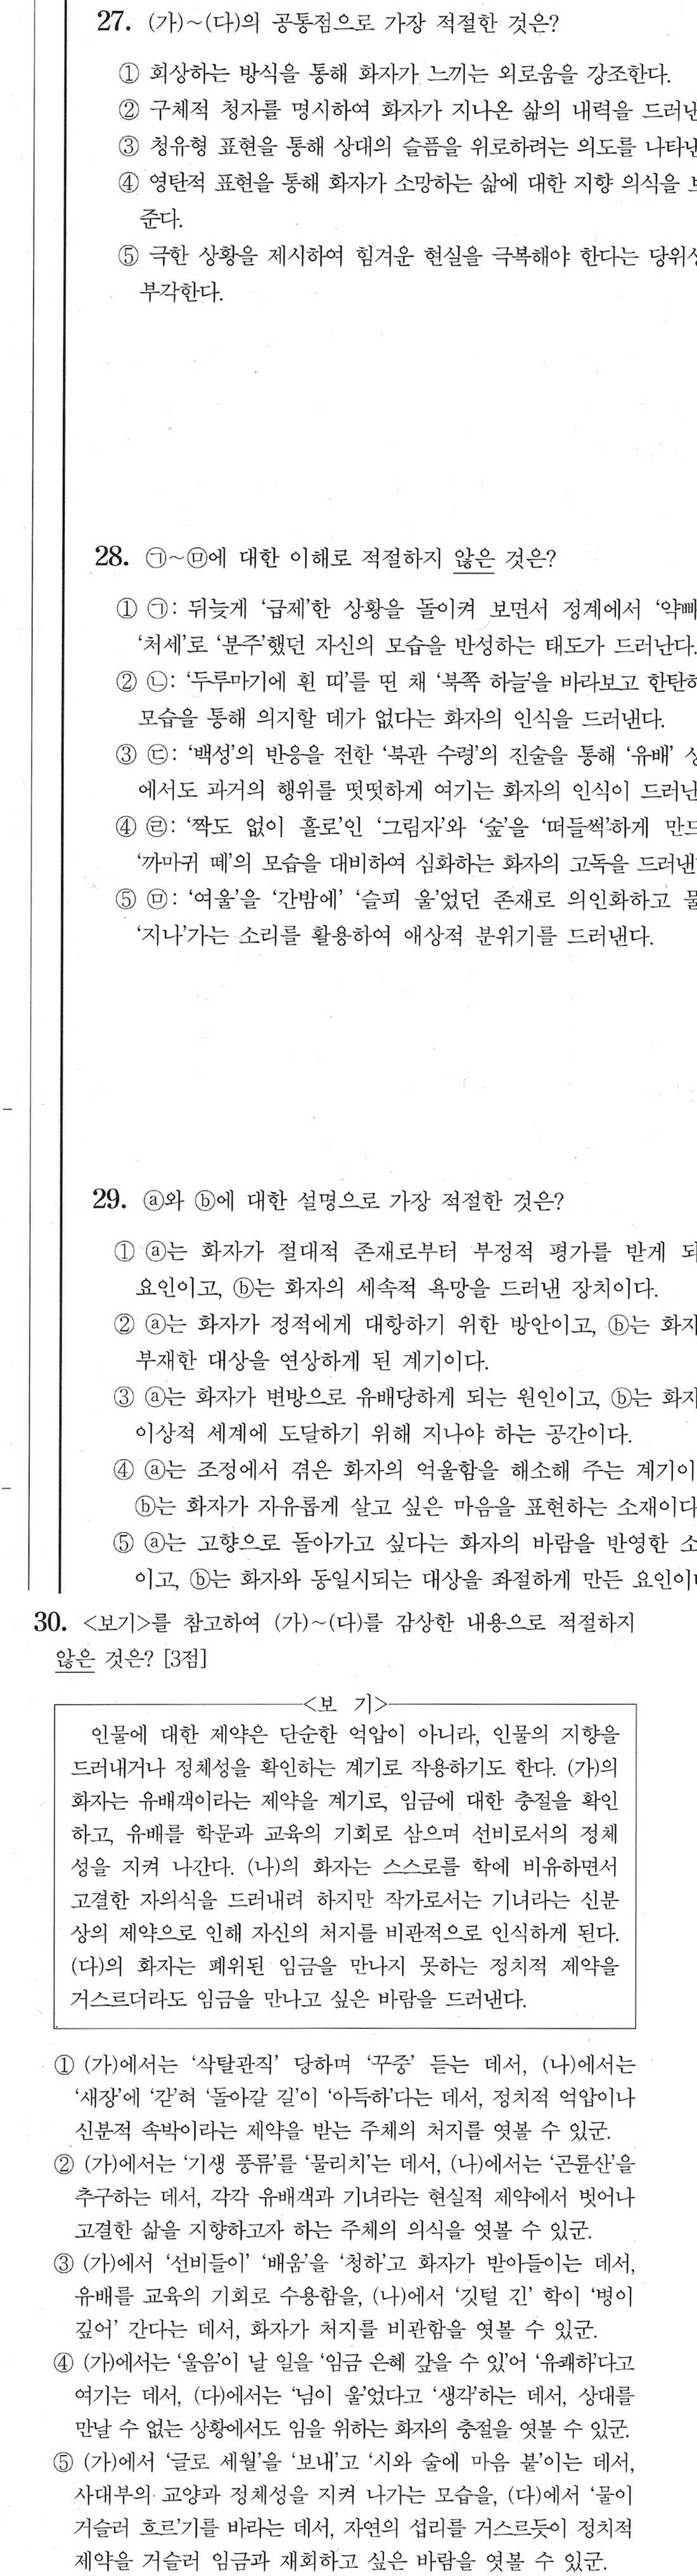 27. (가)~(다)의 공통점으로 가장 적절한 것은?
① 회상하는 방식을 통해 화자가 느끼는 외로움을 강조한다.
② 구체적 청자를 명시하여 화자가 지나온 삶의 내력을 드러낸
③ 청유형 표현을 통해 상대의 슬픔을 위로하려는 의도를 나타낸
④ 영탄적 표현을 통해 화자가 소망하는 삶에 대한 지향 의식을
준다.
⑤ 극한 상황을 제시하여 힘겨운 현실을 극복해야 한다는 당위성
부각한다.
28. ㉠~㉤에 대한 이해로 적절하지 않은 것은?
① ㉠: 뒤늦게 ‘급제’한 상황을 돌이켜 보면서 정계에서 ‘약빠
‘처세’로 ‘분주’했던 자신의 모습을 반성하는 태도가 드러난다.
② ㉡: ‘두루마기에 흰 띠’를 띤 채 ‘북쪽 하늘’을 바라보고 한탄하
모습을 통해 의지할 데가 없다는 화자의 인식을 드러낸다.
③ ㉢: ‘백성’의 반응을 전한 ‘북관 수령’의 진술을 통해 ‘유배’
에서도 과거의 행위를 떳떳하게 여기는 화자의 인식이 드러난
④ ㉣: ‘짝도 없이 홀로’인 ‘그림자’와 ‘숲’을 ‘떠들썩’하게 만드
‘까마귀 떼’의 모습을 대비하여 심화하는 화자의 고독을 드러낸
⑤ ㉤: ‘여울’을 ‘간밤에’ ‘슬피 울’었던 존재로 의인화하고 물
‘지나’가는 소리를 활용하여 애상적 분위기를 드러낸다.
29. ⓐ와 ⓑ에 대한 설명으로 가장 적절한 것은?
① ⓐ는 화자가 절대적 존재로부터 부정적 평가를 받게 되
요인이고, ⓑ는 화자의 세속적 욕망을 드러낸 장치이다.
② ⓐ는 화자가 정적에게 대항하기 위한 방안이고, ⓑ는 화자
부재한 대상을 연상하게 된 계기이다.
③ ⓐ는 화자가 변방으로 유배당하게 되는 원인이고, ⓑ는 화자
이상적 세계에 도달하기 위해 지나야 하는 공간이다.
④ ⓐ는 조정에서 겪은 화자의 억울함을 해소해 주는 계기이
ⓑ는 화자가 자유롭게 살고 싶은 마음을 표현하는 소재이다
⑤ ⓐ는 고향으로 돌아가고 싶다는 화자의 바람을 반영한 소
이고, ⓑ는 화자와 동일시되는 대상을 좌절하게 만든 요인이
30. <보기>를 참고하여 (가)~(다)를 감상한 내용으로 적절하지
않은 것은? [3점]
<보 기>
인물에 대한 제약은 단순한 억압이 아니라, 인물의 지향을
드러내거나 정체성을 확인하는 계기로 작용하기도 한다. (가)의
화자는 유배객이라는 제약을 계기로, 임금에 대한 충절을 확인
하고, 유배를 학문과 교육의 기회로 삼으며 선비로서의 정체
성을 지켜 나간다. (나)의 화자는 스스로를 학에 비유하면서
고결한 자의식을 드러내려 하지만 작가로서는 기녀라는 신분
상의 제약으로 인해 자신의 처지를 비관적으로 인식하게 된다.
(다)의 화자는 폐위된 임금을 만나지 못하는 정치적 제약을
거스르더라도 임금을 만나고 싶은 바람을 드러낸다.
① (가)에서는 ‘삭탈관직’ 당하며 ‘꾸중’ 듣는 데서, (나)에서는
‘새장’에 ‘갇’혀 ‘돌아갈 길’이 ‘아득하’다는 데서, 정치적 억압이나
신분적 속박이라는 제약을 받는 주체의 처지를 엿볼 수 있군.
② (가)에서는 ‘기생 풍류’를 ‘물리치’는 데서, (나)에서는 ‘곤륜산’을
추구하는 데서, 각각 유배객과 기녀라는 현실적 제약에서 벗어나
고결한 삶을 지향하고자 하는 주체의 의식을 엿볼 수 있군.
③ (가)에서 ‘선비들이’ ‘배움’을 ‘청하’고 화자가 받아들이는 데서,
유배를 교육의 기회로 수용함을, (나)에서 ‘깃털 긴’ 학이 ‘병이
깊어’ 간다는 데서, 화자가 처지를 비관함을 엿볼 수 있군.
④ (가)에서는 ‘울음’이 날 일을 ‘임금 은혜 갚을 수 있’어 ‘유쾌하’다고
여기는 데서, (다)에서는 ‘님이 울’었다고 ‘생각’하는 데서, 상대를
만날 수 없는 상황에서도 임을 위하는 화자의 충절을 엿볼 수 있군.
⑤ (가)에서 ‘글로 세월’을 ‘보내’고 ‘시와 술에 마음 붙’이는 데서,
사대부의 교양과 정체성을 지켜 나가는 모습을, (다)에서 ‘물이
거슬러 흐르’기를 바라는 데서, 자연의 섭리를 거스르듯이 정치적
제약을 거슬러 임금과 재회하고 싶은 바람을 엿볼 수 있군.